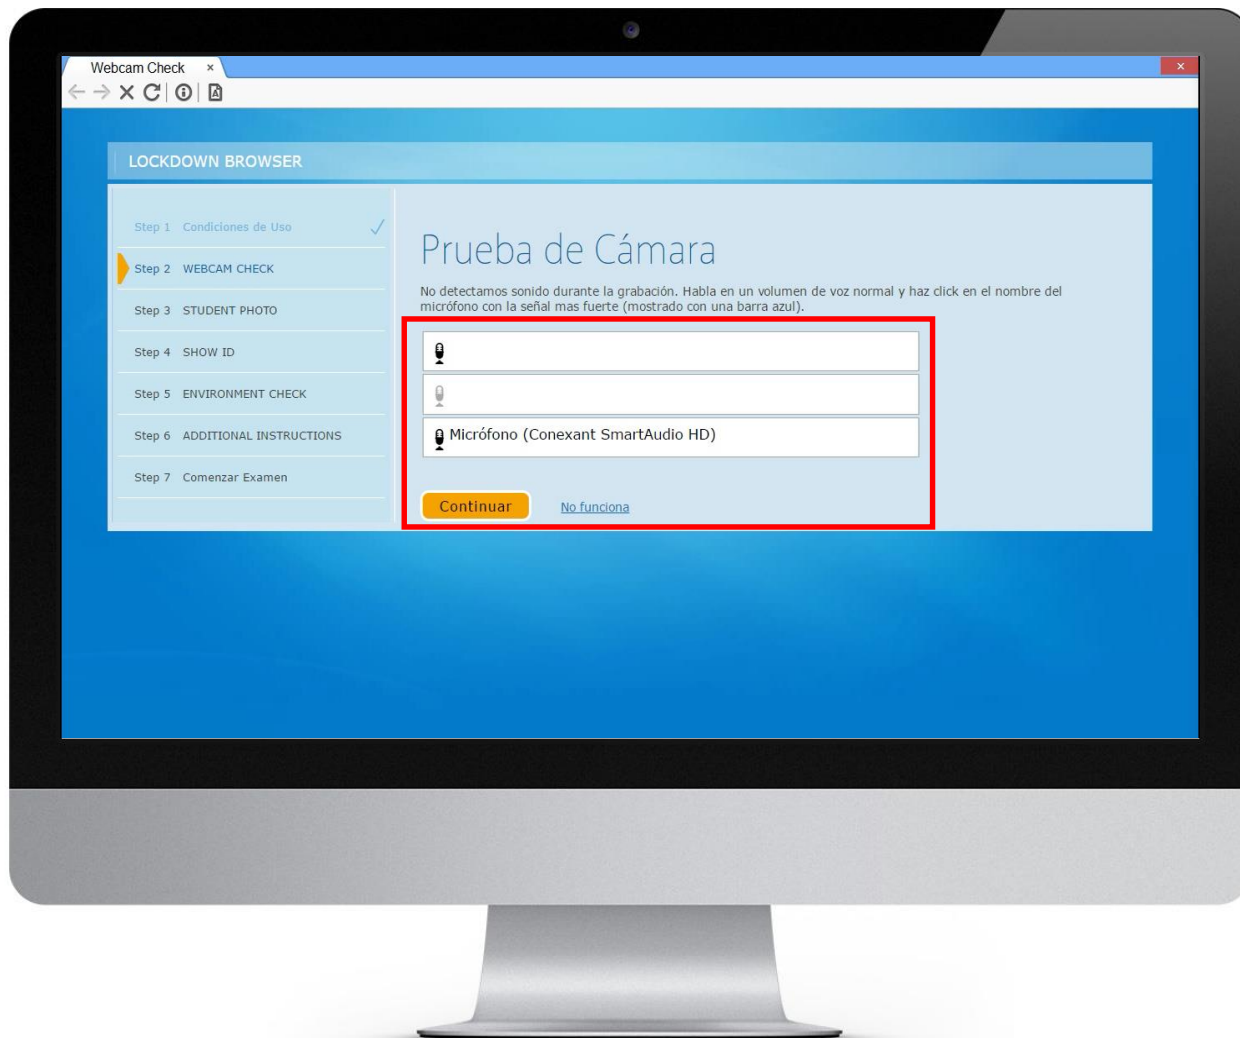 Webcam Check
LOCKDOWN BROWSER
Step 1 Condiciones de Uso
Step 2 WEBCAM CHECK
Step 3 STUDENT PHOTO
Step 4 SHOW ID
Step 5 ENVIRONMENT CHECK
Step 6 ADDITIONAL INSTRUCTIONS
Step 7 Comenzar Examen
Prueba de Cámara
No detectamos sonido durante la grabación. Habla en un volumen de voz normal y haz click en el nombre del
micrófono con la señal mas fuerte (mostrado con una barra azul).
Micrófono (Conexant SmartAudio HD)
Continuar
No funciona